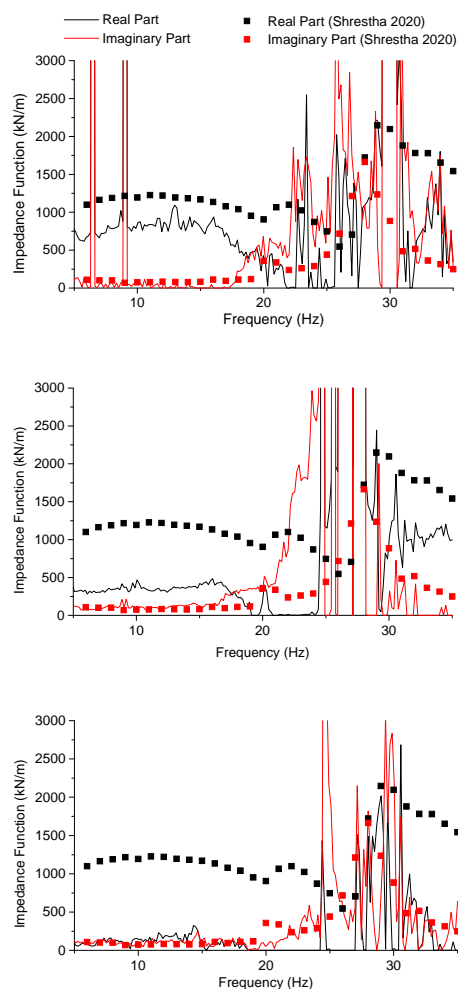 Real Part Real Part (Shrestha 2020)
Imaginary Part Imaginary Part (Shrestha 2020)
3000
2500
2000
1500
1000
500
0
Impedance Function (kN/m)
10 20 30
Frequency (Hz)
3000
2500
2000
1500
1000
500
0
Impedance Function (kN/m)
10 20 30
Frequency (Hz)
3000
2500
2000
1500
1000
500
0
Impedance Function (kN/m)
10 20 30
Frequency (Hz)